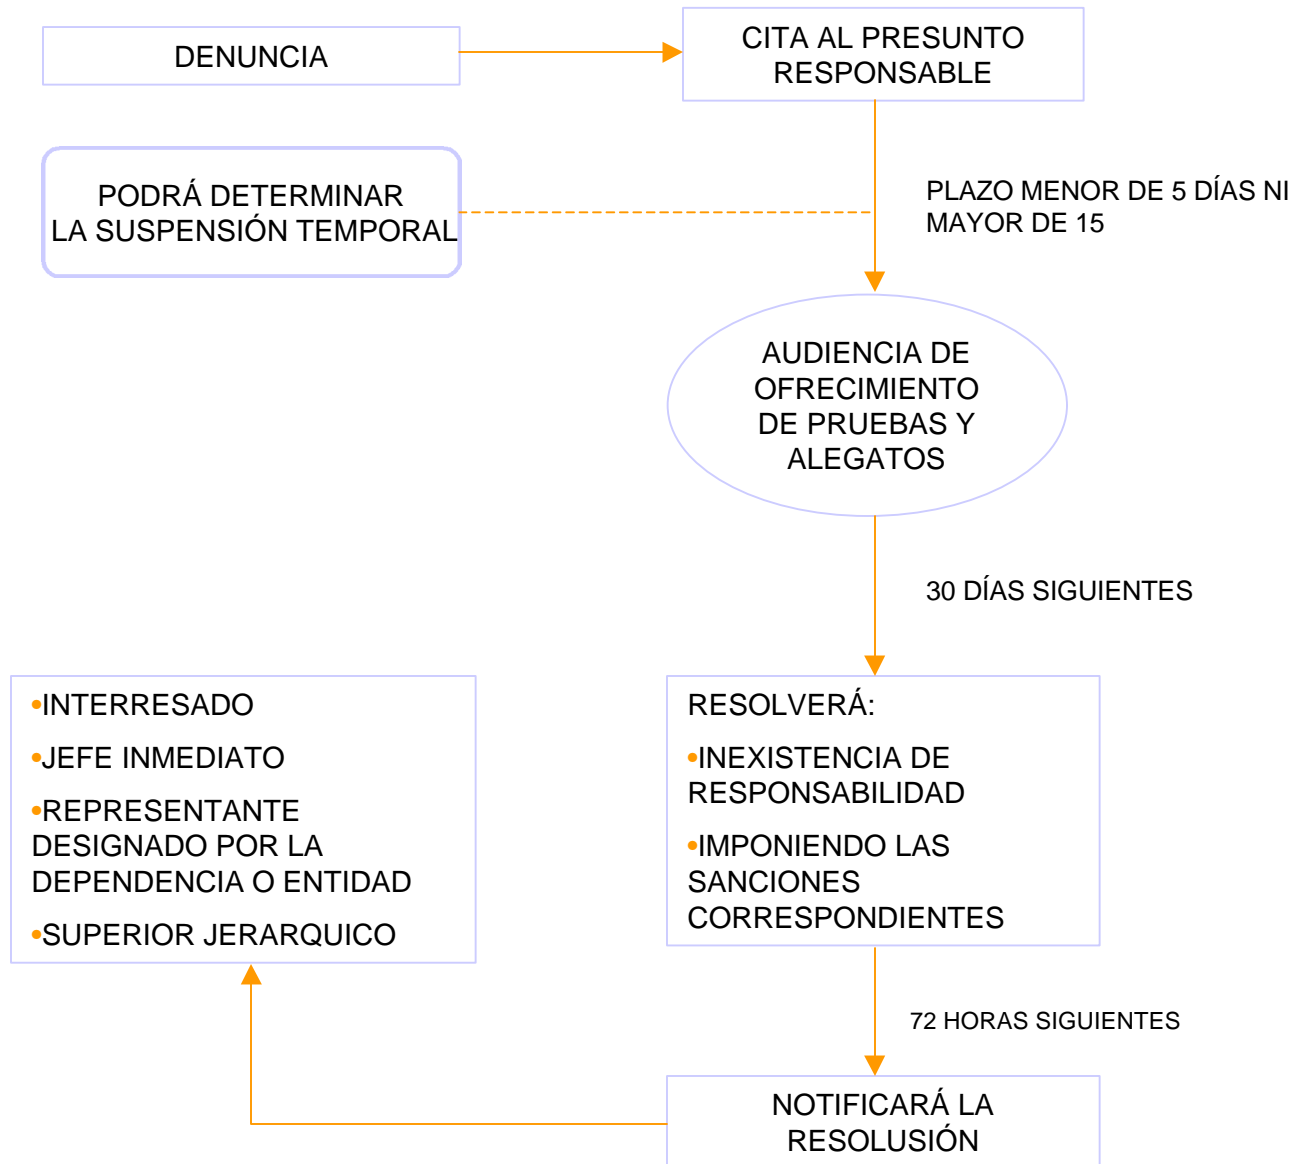 DENUNCIA
CITA AL PRESUNTO
RESPONSABLE
PODRÁ DETERMINAR
LA SUSPENSIÓN TEMPORAL
PLAZO MENOR DE 5 DÍAS NI
MAYOR DE 15
AUDIENCIA DE
OFRECIMIENTO
DE PRUEBAS Y
ALEGATOS
30 DÍAS SIGUIENTES
RESOLVERÁ:
•INEXISTENCIA DE
RESPONSABILIDAD
•IMPONIENDO LAS
SANCIONES
CORRESPONDIENTES
72 HORAS SIGUIENTES
NOTIFICARÁ LA
RESOLUSIÓN
•INTERRESADO
•JEFE INMEDIATO
•REPRESENTANTE
DESIGNADO POR LA
DEPENDENCIA O ENTIDAD
•SUPERIOR JERARQUICO